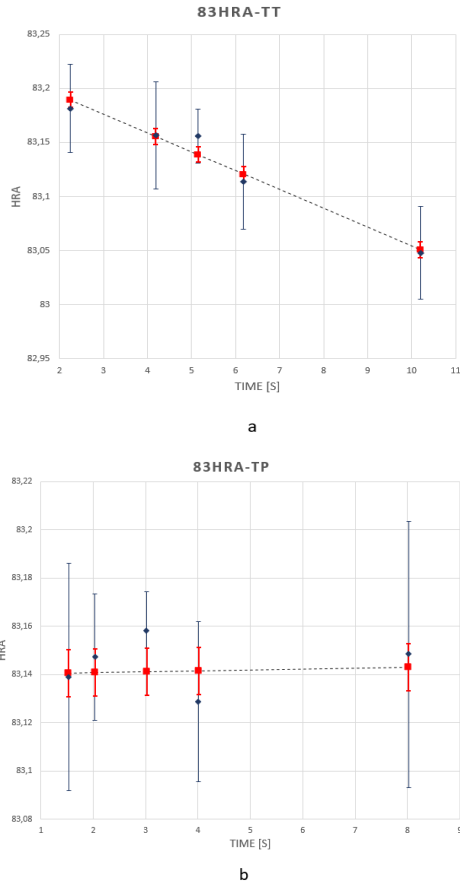 83HRA-TT
83,25
83,2
83,15
83,1
83,05
83
82,95
HRA
2 3 4 5 6 7 8 9 10 11
TIME [S]
a
83HRA-TP
83,22
83,2
83,18
83,16
83,14
83,12
83,1
83,08
HRA
1 2 3 4 5 6 7 8 9
TIME [S]
b